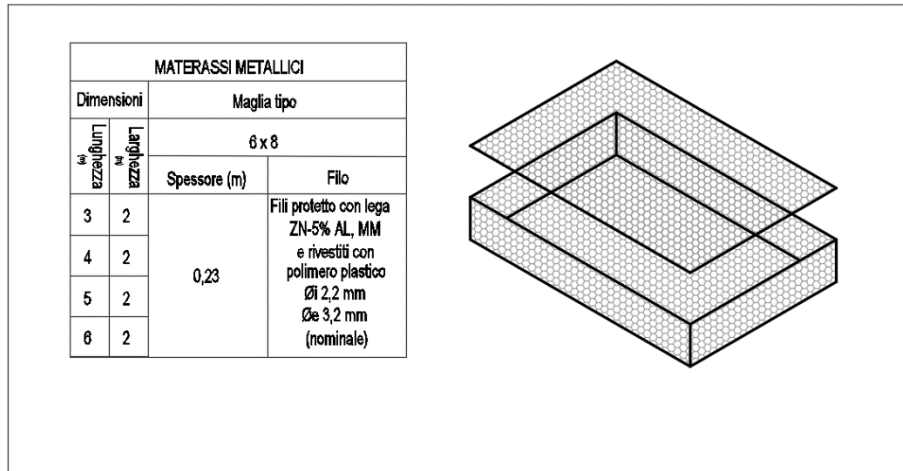 MATERASSI METALLICI
Dimensioni
Maglia tipo
Lunghezza
(m)
Larghezza
(m)
6 x 8
Spessore (m)
Filo
3
2
4
2
5
2
6
2
0,23
Fili protetto con lega
ZN-5% AL, MM
e rivestiti con
polimero plastico
Øi 2,2 mm
Øe 3,2 mm
(nominale)